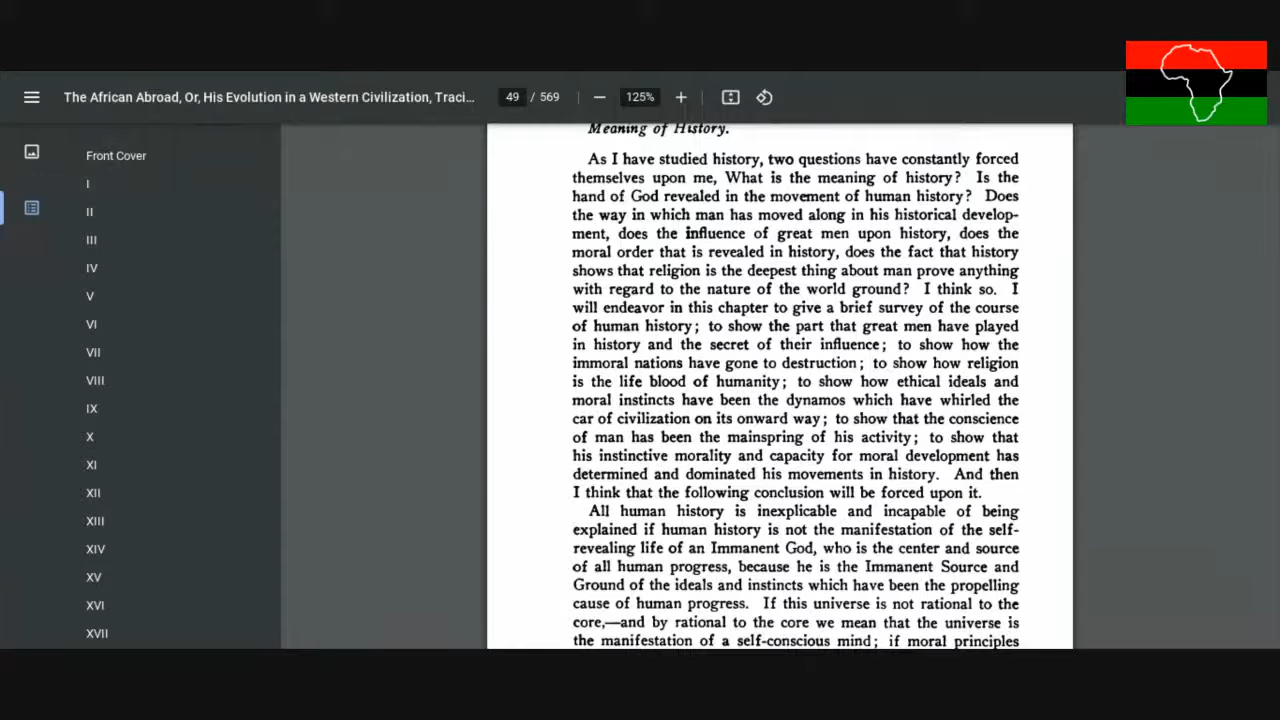 The African Abroad, Or, His Evolution in a Western Civilization, Traci...
49 / 569
125%
Front Cover
I
II
III
IV
V
VI
VII
VIII
IX
X
XI
XII
XIII
XIV
XV
XVI
XVII
Meaning of History.
As I have studied history, two questions have constantly forced
themselves upon me, What is the meaning of history? Is the
hand of God revealed in the movement of human history? Does
the way in which man has moved along in his historical develop-
ment, does the influence of great men upon history, does the
moral order that is revealed in history, does the fact that history
shows that religion is the deepest thing about man prove anything
with regard to the nature of the world ground? I think so. I
will endeavor in this chapter to give a brief survey of the course
of human history; to show the part that great men have played
in history and the secret of their influence; to show how the
immoral nations have gone to destruction; to show how religion
is the life blood of humanity; to show how ethical ideals and
moral instincts have been the dynamos which have whirled the
car of civilization on its onward way; to show that the conscience
of man has been the mainspring of his activity; to show that
his instinctive morality and capacity for moral development has
determined and dominated his movements in history. And then
I think that the following conclusion will be forced upon it.
All human history is inexplicable and incapable of being
explained if human history is not the manifestation of the self-
revealing life of an Immanent God, who is the center and source
of all human progress, because he is the Immanent Source and
Ground of the ideals and instincts which have been the propelling
cause of human progress. If this universe is not rational to the
core,—and by rational to the core we mean that the universe is
the manifestation of a self-conscious mind; if moral principles